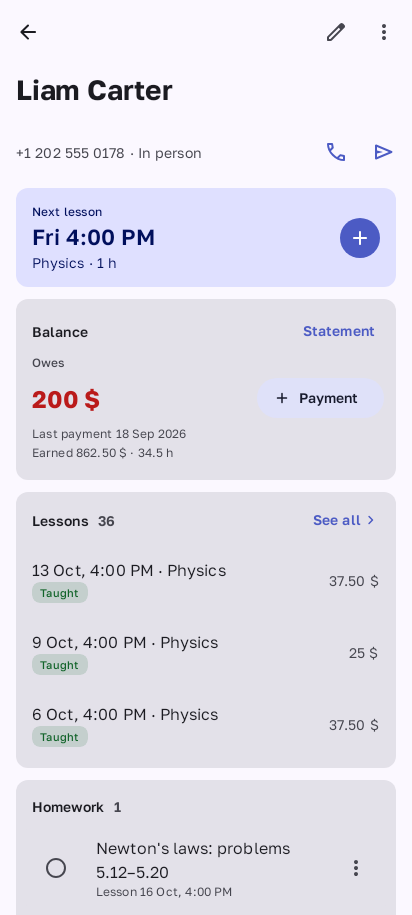 Liam Carter
+1 202 555 0178 · In person
Next lesson
Fri 4:00 PM
Physics · 1 h
Balance
Statement
Owes
200 $
Payment
Last payment 18 Sep 2026
Earned 862.50 $ · 34.5 h
Lessons 36
See all
13 Oct, 4:00 PM · Physics
Taught
37.50 $
9 Oct, 4:00 PM · Physics
Taught
25 $
6 Oct, 4:00 PM · Physics
Taught
37.50 $
Homework 1
Newton's laws: problems
5.12–5.20
Lesson 16 Oct, 4:00 PM